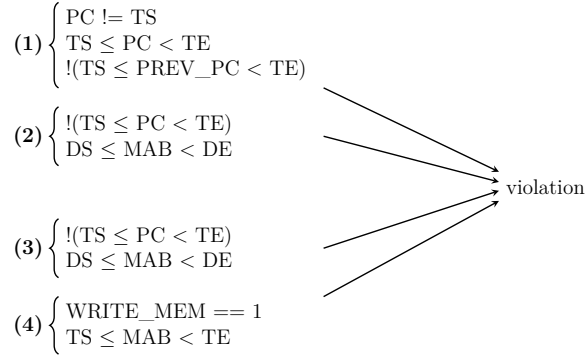 (1)
PC != TS
TS ≤ PC < TE
!(TS ≤ PREV_PC < TE)
(2)
!(TS ≤ PC < TE)
DS ≤ MAB < DE
(3)
!(TS ≤ PC < TE)
DS ≤ MAB < DE
(4)
WRITE_MEM == 1
TS ≤ MAB < TE
violation